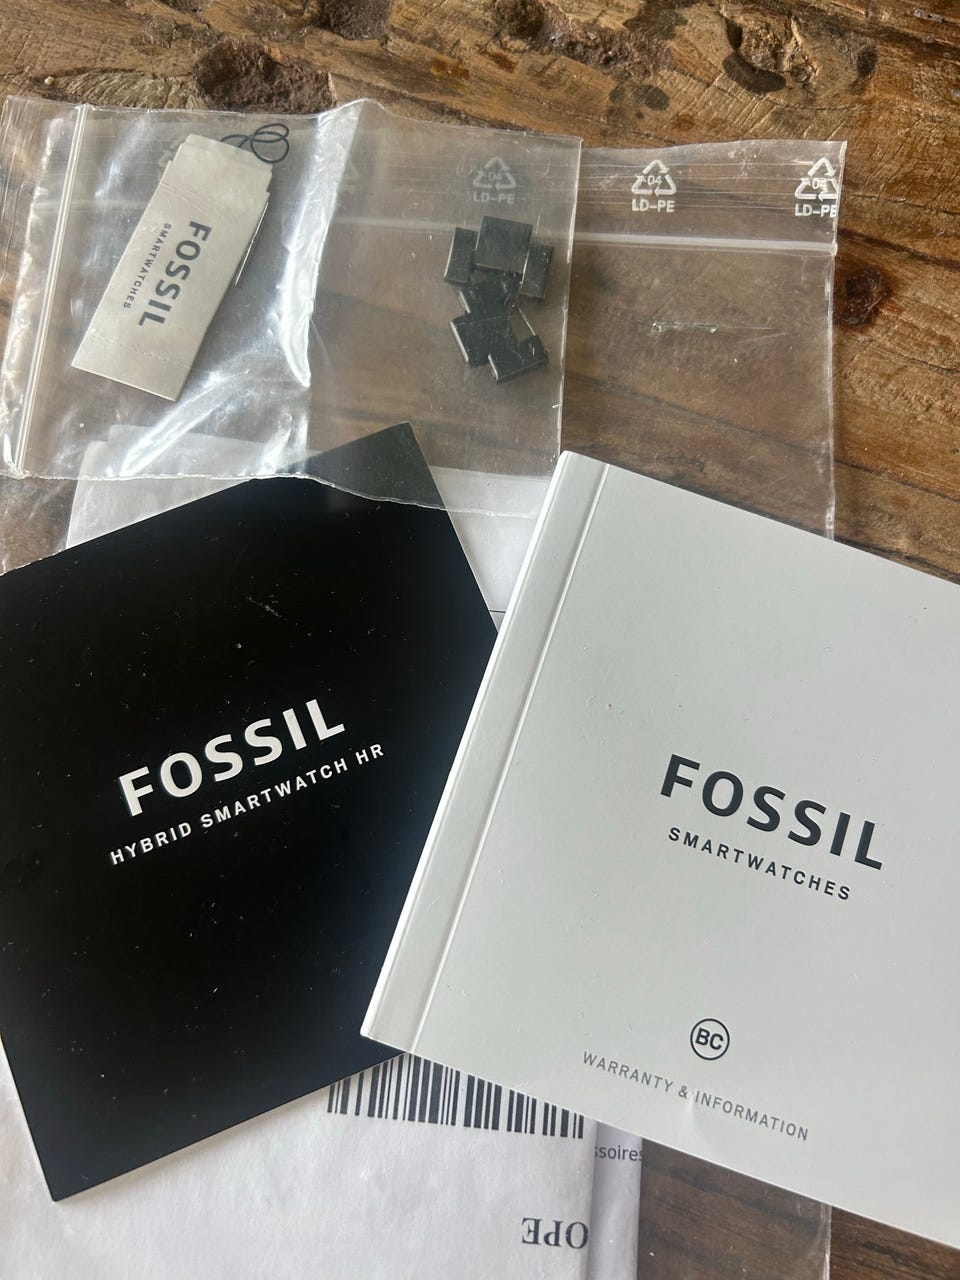 04
LD-PE
04
LD-PE
04
LD-PE
FOSSIL
SMARTWATCHES
FOSSIL
HYBRID SMARTWATCH HR
FOSSIL
SMARTWATCHES
BC
WARRANTY & INFORMATION
ssoires
OPE